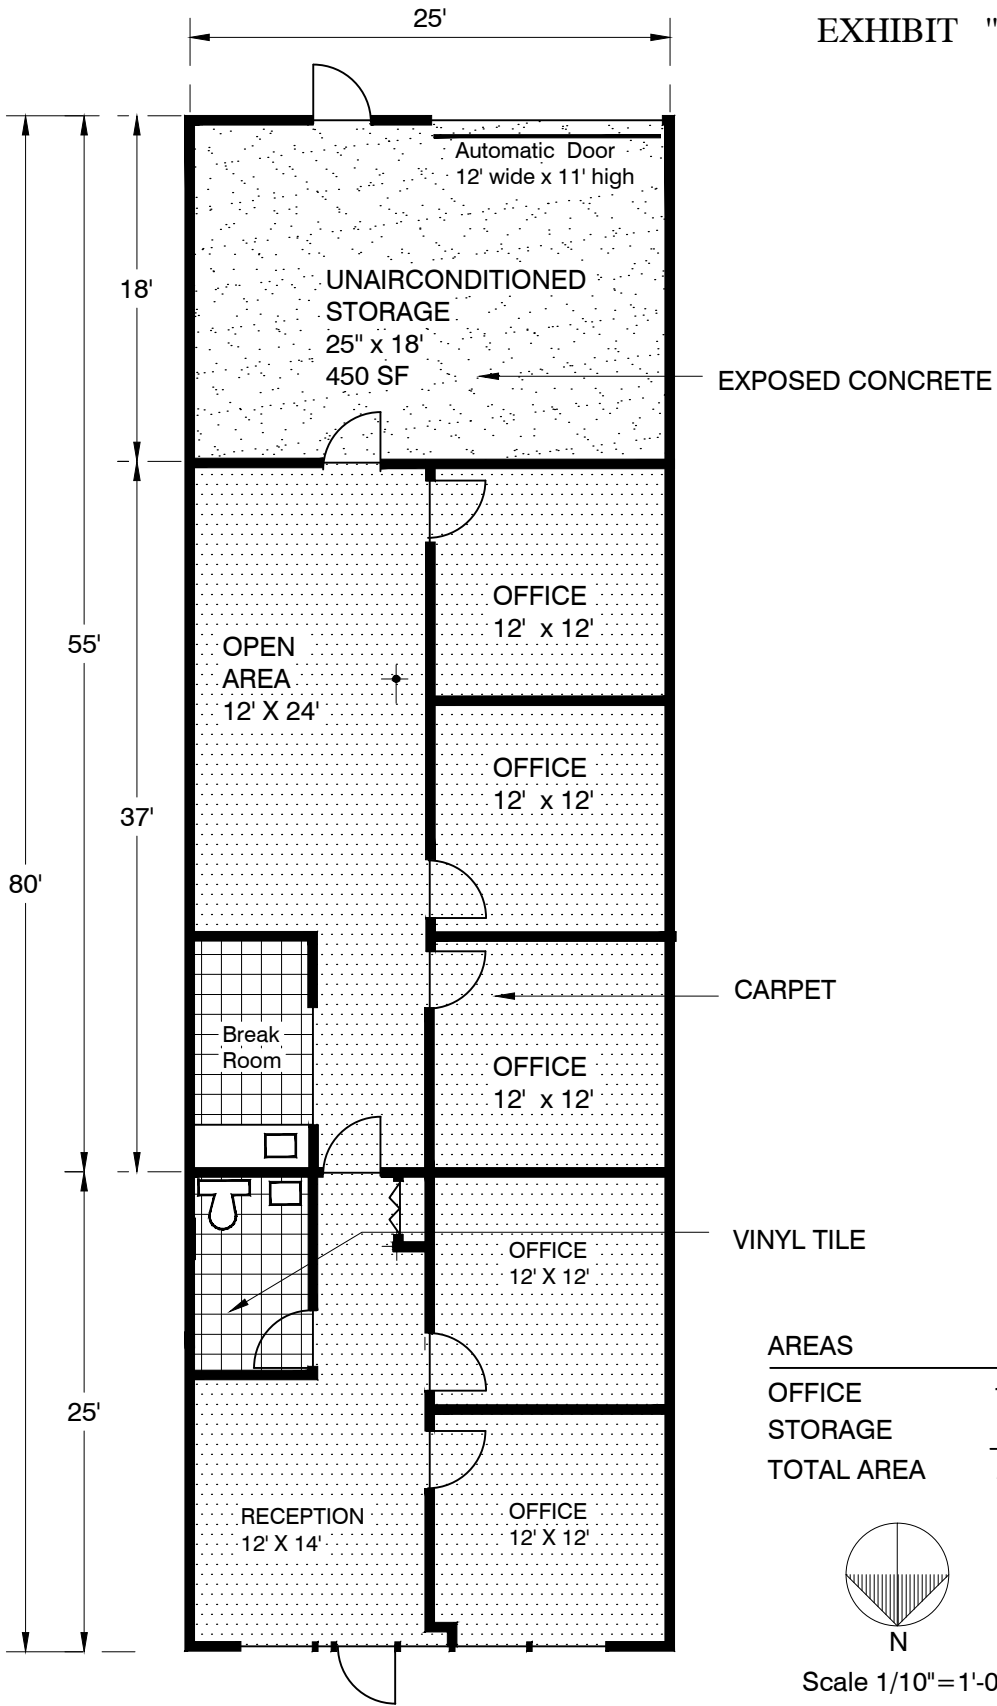 25'
EXHIBIT "
Automatic Door
12' wide x 11' high
18'
UNAIRCONDITIONED
STORAGE
25" x 18'
450 SF
EXPOSED CONCRETE
OFFICE
12' x 12'
55'
OPEN
AREA
12' X 24'
OFFICE
12' x 12'
37'
80'
CARPET
Break
Room
OFFICE
12' x 12'
VINYL TILE
OFFICE
12' X 12'
AREAS
OFFICE
STORAGE
TOTAL AREA
25'
RECEPTION
12' X 14'
OFFICE
12' X 12'
N
Scale 1/10"=1'-0